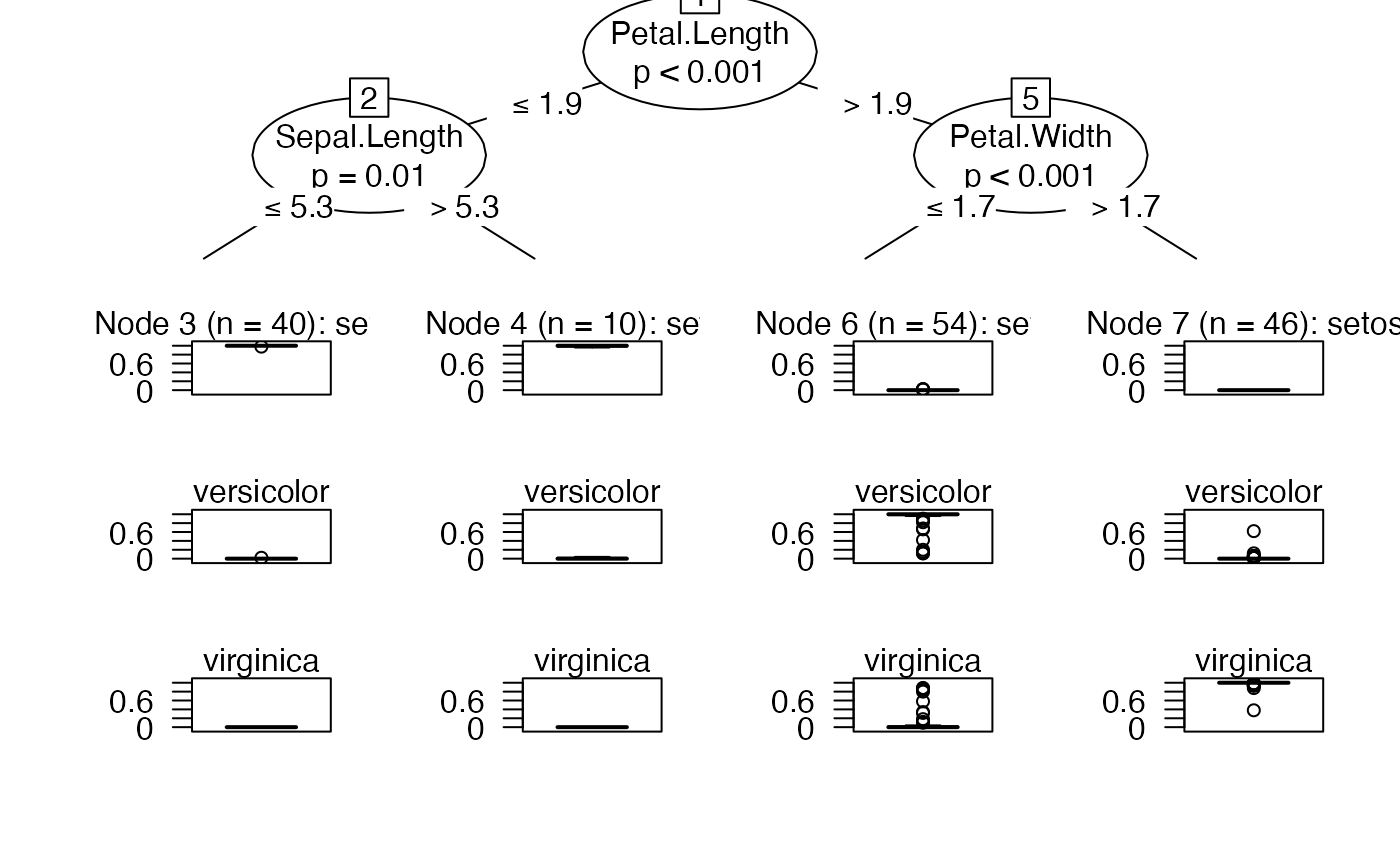 1
Petal.Length
p < 0.001
≤ 1.9
> 1.9
2
Sepal.Length
p = 0.01
5
Petal.Width
p < 0.001
≤ 5.3
> 5.3
≤ 1.7
> 1.7
Node 3 (n = 40): se
Node 4 (n = 10): se
Node 6 (n = 54): se
Node 7 (n = 46): setos
0.6
0
0.6
0
0.6
0
0.6
0
versicolor
versicolor
versicolor
versicolor
0.6
0
0.6
0
0.6
0
0.6
0
virginica
virginica
virginica
virginica
0.6
0
0.6
0
0.6
0
0.6
0